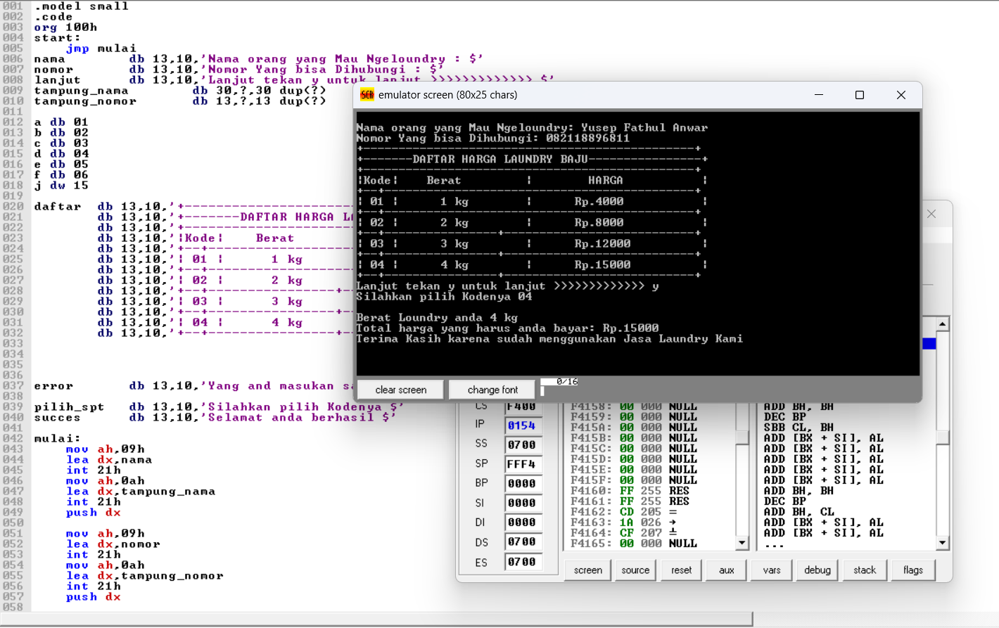 001 .model small
002 .code
003 org 100h
004 start:
005     jmp mulai
006 nama        db 13,10,'Nama orang yang Mau Ngeloundry : $'
007 nomor       db 13,10,'Nomor Yang bisa Dihubungi : $'
008 lanjut      db 13,10,'Lanjut tekan y untuk lanjut >>>>>>>>>>>>> $'
009 tampung_nama        db 30,?,30 dup(?)
010 tampung_nomor       db 13,?,13 dup(?)
011
012 a db 01
013 b db 02
014 c db 03
015 d db 04
016 e db 05
017 f db 06
018 j dw 15
019
020 daftar  db 13,10,'+----------------------
021         db 13,10,'+-------DAFTAR HARGA L
022         db 13,10,'+----------------------
023         db 13,10,'¦Kode¦    Berat
024         db 13,10,'+--+-------------------
025         db 13,10,'¦ 01 ¦      1 kg
026         db 13,10,'+--+-------------------
027         db 13,10,'¦ 02 ¦      2 kg
028         db 13,10,'+--+----------------+--
029         db 13,10,'¦ 03 ¦      3 kg
030         db 13,10,'+--+----------------+--
031         db 13,10,'¦ 04 ¦      4 kg
032         db 13,10,'+--+----------------+--
033
034
035
036
037 error       db 13,10,'Yang and masukan s
038
039 pilih_spt   db 13,10,'Silahkan pilih Kodenya $'
040 succes      db 13,10,'Selamat anda berhasil $'
041
042 mulai:
043     mov ah,09h
044     lea dx,nama
045     int 21h
046     mov ah,0ah
047     lea dx,tampung_nama
048     int 21h
049     push dx
050
051     mov ah,09h
052     lea dx,nomor
053     int 21h
054     mov ah,0ah
055     lea dx,tampung_nomor
056     int 21h
057     push dx
058
SCR emulator screen (80x25 chars)
Nama orang yang Mau Ngeloundry: Yusep Fathul Anwar
Nomor Yang bisa Dihubungi: 082118896811
+-----------------------------------------------+
+-------DAFTAR HARGA LAUNDRY BAJU----------------+
+-----------------------------------------------+
¦Kode¦    Berat         ¦        HARGA           ¦
+--+--------------------------------------------+
¦ 01 ¦      1 kg        ¦      Rp.4000           ¦
+--+--------------------------------------------+
¦ 02 ¦      2 kg        ¦      Rp.8000           ¦
+--+----------------+---------------------------+
¦ 03 ¦      3 kg        ¦      Rp.12000          ¦
+--+----------------+---------------------------+
¦ 04 ¦      4 kg        ¦      Rp.15000          ¦
+--+----------------+---------------------------+
Lanjut tekan y untuk lanjut >>>>>>>>>>>>> y
Silahkan pilih Kodenya 04
Berat Loundry anda 4 kg
Total harga yang harus anda bayar: Rp.15000
Terima Kasih karena sudah menggunakan Jasa Laundry Kami
clear screen
change font
0/16
CS F400
IP 0154
SS 0700
SP FFF4
BP 0000
SI 0000
DI 0000
DS 0700
ES 0700
F4158: 00 000 NULL
F4159: 00 000 NULL
F415A: 00 000 NULL
F415B: 00 000 NULL
F415C: 00 000 NULL
F415D: 00 000 NULL
F415E: 00 000 NULL
F415F: 00 000 NULL
F4160: FF 255 RES
F4161: FF 255 RES
F4162: CD 205 =
F4163: 1A 026 →
F4164: CF 207 ╧
F4165: 00 000 NULL
ADD BH, BH
DEC BP
SBB CL, BH
ADD [BX + SI], AL
ADD [BX + SI], AL
ADD [BX + SI], AL
ADD [BX + SI], AL
ADD [BX + SI], AL
ADD BH, BH
DEC BP
ADD BH, CL
ADD [BX + SI], AL
ADD [BX + SI], AL
...
screen
source
reset
aux
vars
debug
stack
flags